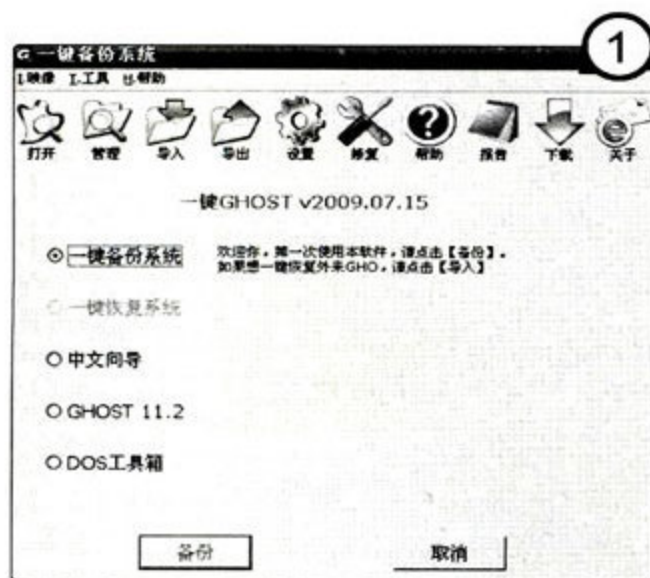 1
G 一键备份系统
I.映像 T.工具 H.帮助
打开 管理 导入 导出 设置 修复 帮助 报告 下载 关于
一键GHOST v2009.07.15
一键备份系统
欢迎你，第一次使用本软件，请点击【备份】。
如果想一键恢复外来GHO，请点击【导入】
一键恢复系统
中文向导
GHOST 11.2
DOS工具箱
备份 取消